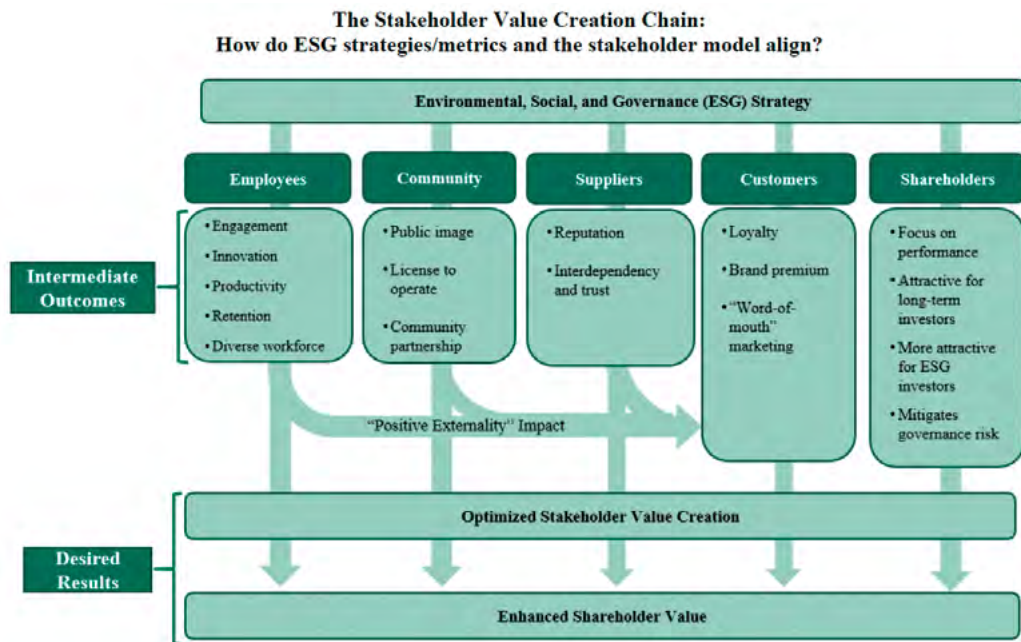 The Stakeholder Value Creation Chain:
How do ESG strategies/metrics and the stakeholder model align?
Environmental, Social, and Governance (ESG) Strategy
Employees
Community
Suppliers
Customers
Shareholders
Intermediate
Outcomes
• Engagement
• Innovation
• Productivity
• Retention
• Diverse workforce
• Public image
• License to
operate
• Community
partnership
• Reputation
• Interdependency
and trust
• Loyalty
• Brand premium
• “Word-of-
mouth”
marketing
• Focus on
performance
• Attractive for
long-term
investors
• More attractive
for ESG
investors
• Mitigates
governance risk
“Positive Externality” Impact
Desired
Results
Optimized Stakeholder Value Creation
Enhanced Shareholder Value